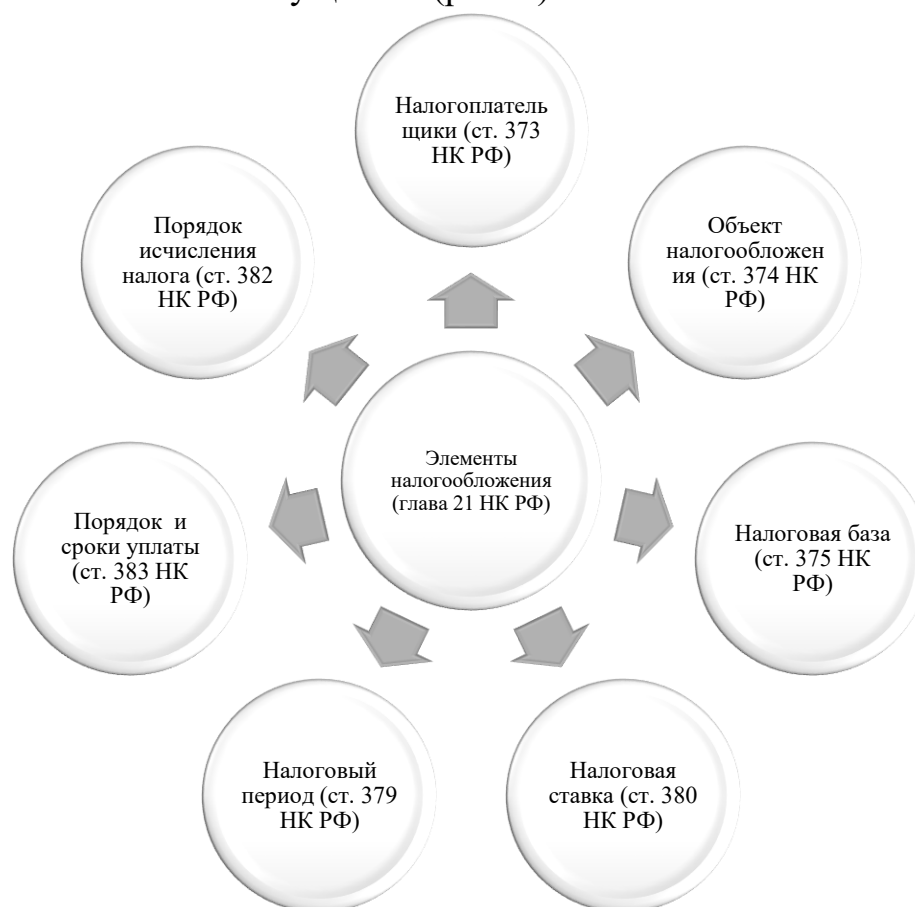 Налогоплатель
щики (ст. 373
НК РФ)
Объект
налогообложен
ия (ст. 374 НК
РФ)
Налоговая база
(ст. 375 НК
РФ)
Налоговая
ставка (ст. 380
НК РФ)
Налоговый
период (ст. 379
НК РФ)
Порядок и
сроки уплаты
(ст. 383 НК
РФ)
Порядок
исчисления
налога (ст. 382
НК РФ)
Элементы
налогообложения
(глава 21 НК РФ)